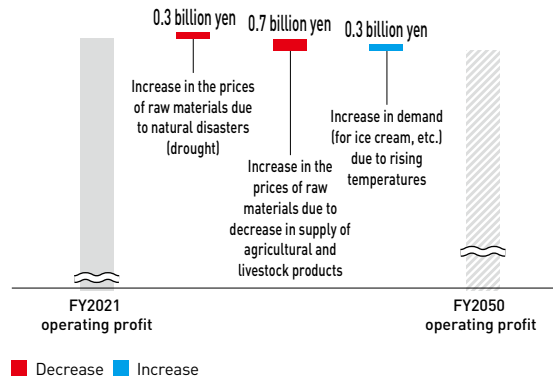 0.3 billion yen
0.7 billion yen
0.3 billion yen
Increase in the prices
of raw materials due
to natural disasters
(drought)
Increase in the
prices of raw
materials due to
decrease in supply of
agricultural and
livestock products
Increase in demand
(for ice cream, etc.)
due to rising
temperatures
FY2021
operating profit
FY2050
operating profit
Decrease
Increase